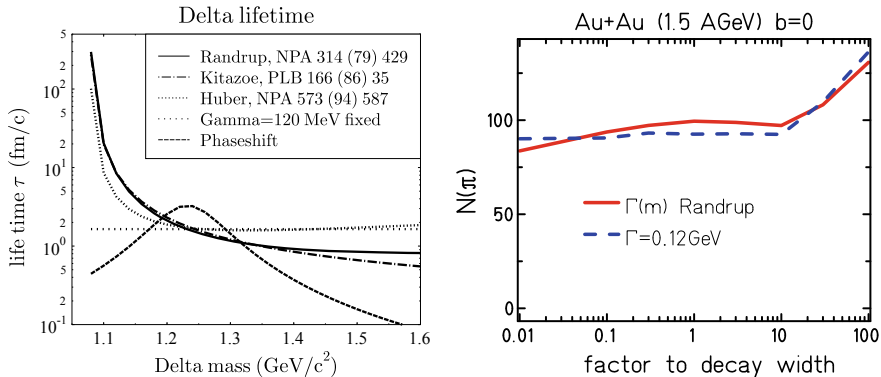 Delta lifetime
Randrup, NPA 314 (79) 429
Kitazoe, PLB 166 (86) 35
Huber, NPA 573 (94) 587
Gamma=120 MeV fixed
Phaseshift
life time τ (fm/c)
5
2
10²
5
2
10¹
5
2
10⁰
5
2
10⁻¹
1.1 1.2 1.3 1.4 1.5 1.6
Delta mass (GeV/c²)
Au+Au (1.5 AGeV) b=0
N(π)
100
50
0
Γ(m) Randrup
Γ=0.12GeV
0.01 0.1 1 10 100
factor to decay width